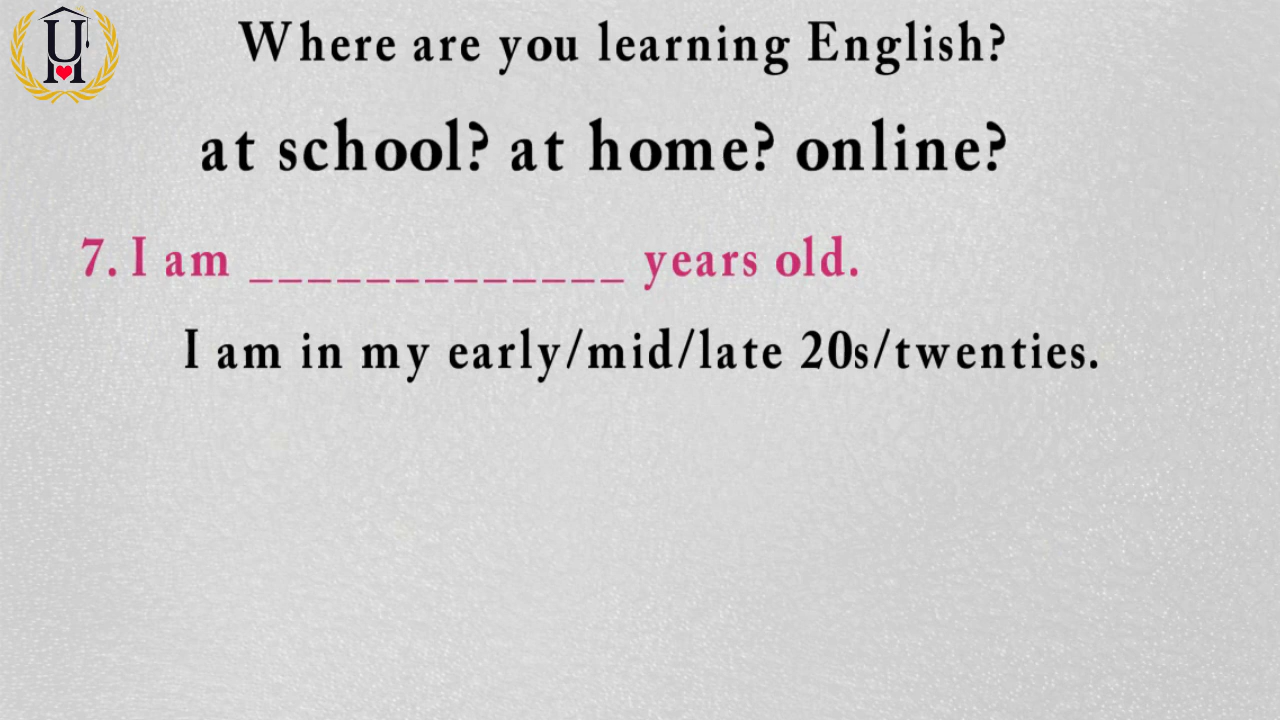 Where are you learning English?
at school? at home? online?
7. I am _____________ years old.
I am in my early/mid/late 20s/twenties.